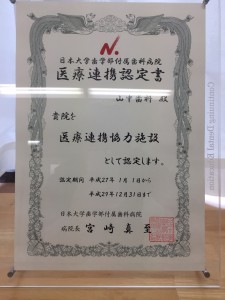 N.
日本大学歯学部付属歯科病院
医療連携認定書
山中歯科 殿
貴院を
医療連携協力施設
として認定します。
認定期間 平成27年1月1日から
平成29年12月31日まで
日本大学歯学部付属歯科病院
病院長 宮崎真至
Continuing Dental Education